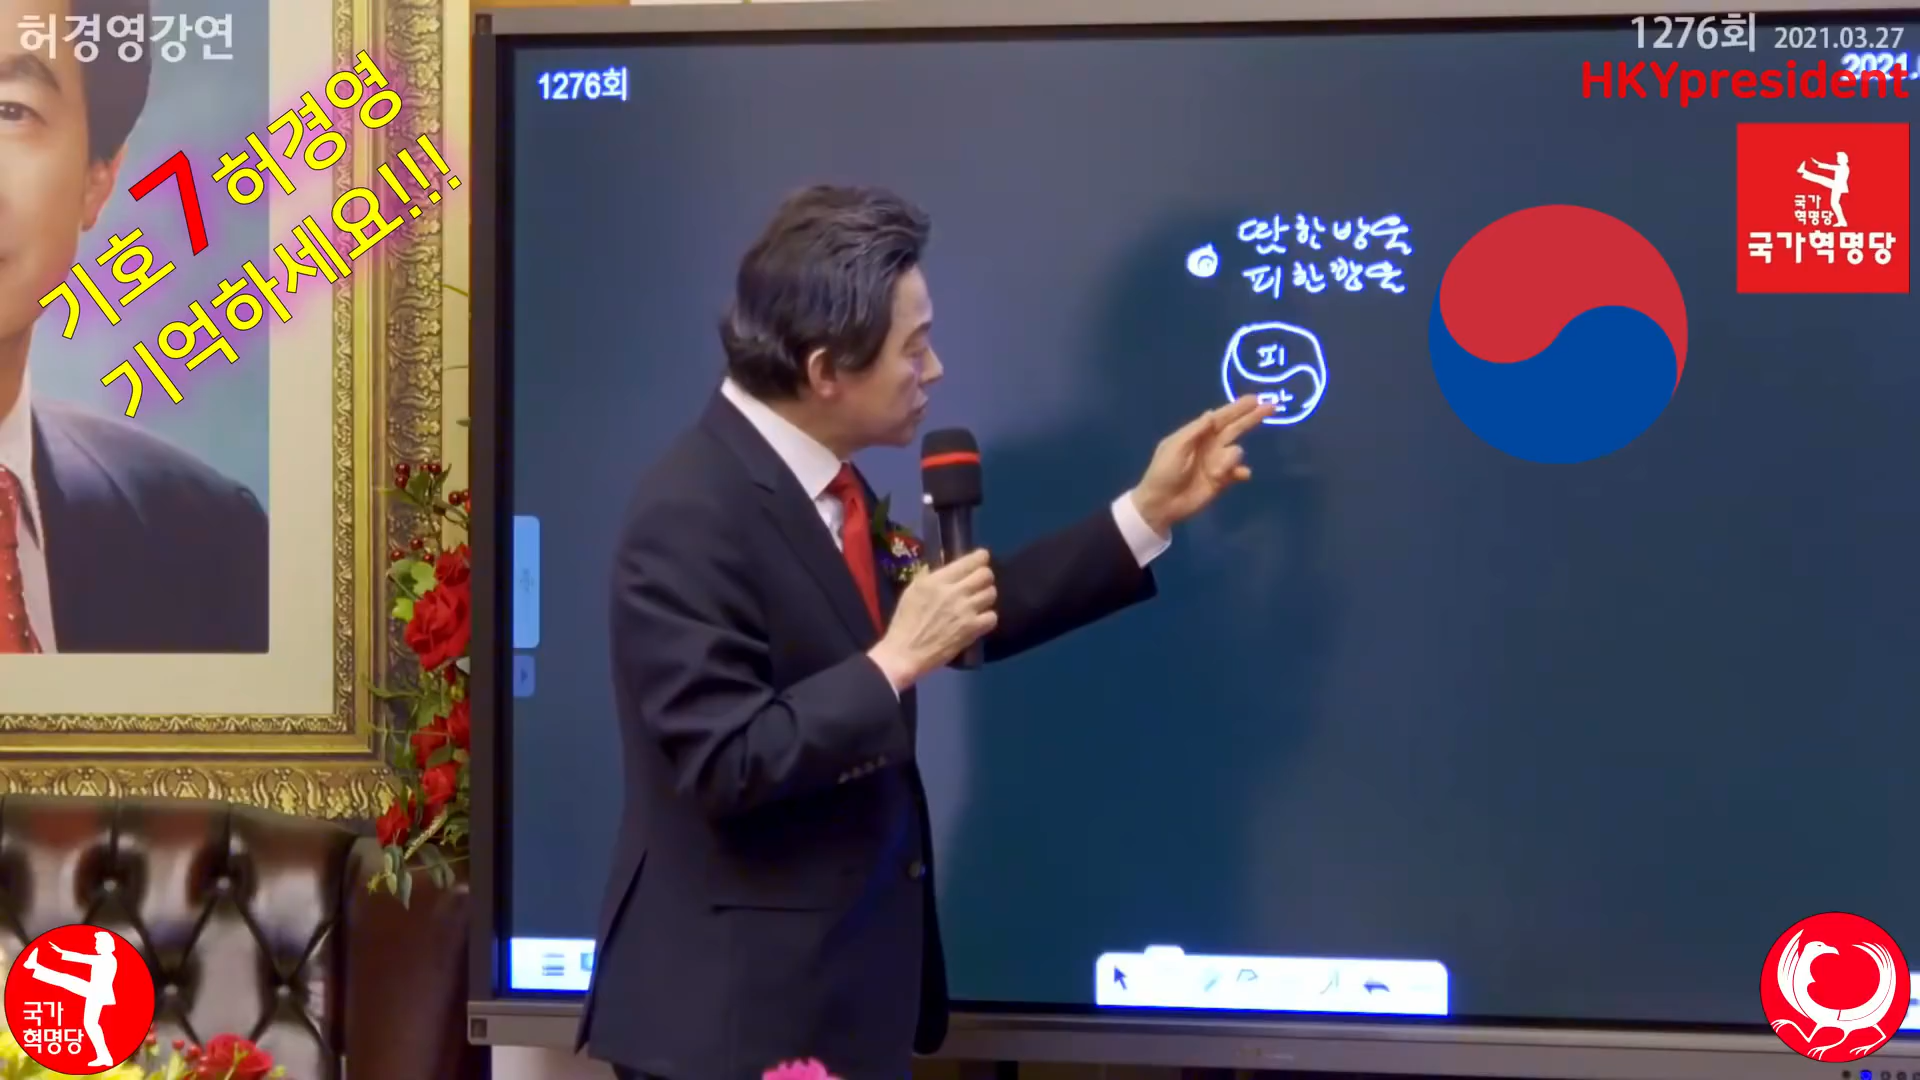 허경영강연
1276회 2021.03.27
HKYpresident
기호 7 허경영
기억하세요!!!
1276회
2021.
땃한방울
피한방울
피
땀
국가
혁명당
국가혁명당
국가
혁명당